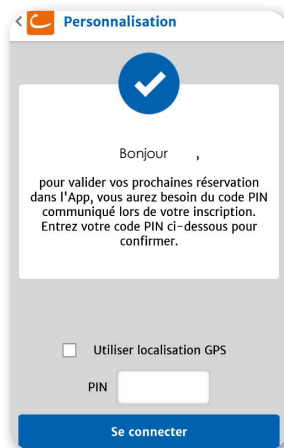 Personnalisation
Bonjour ,
pour valider vos prochaines réservation
dans l'App, vous aurez besoin du code PIN
communiqué lors de votre inscription.
Entrez votre code PIN ci-dessous pour
confirmer.
Utiliser localisation GPS
PIN
Se connecter